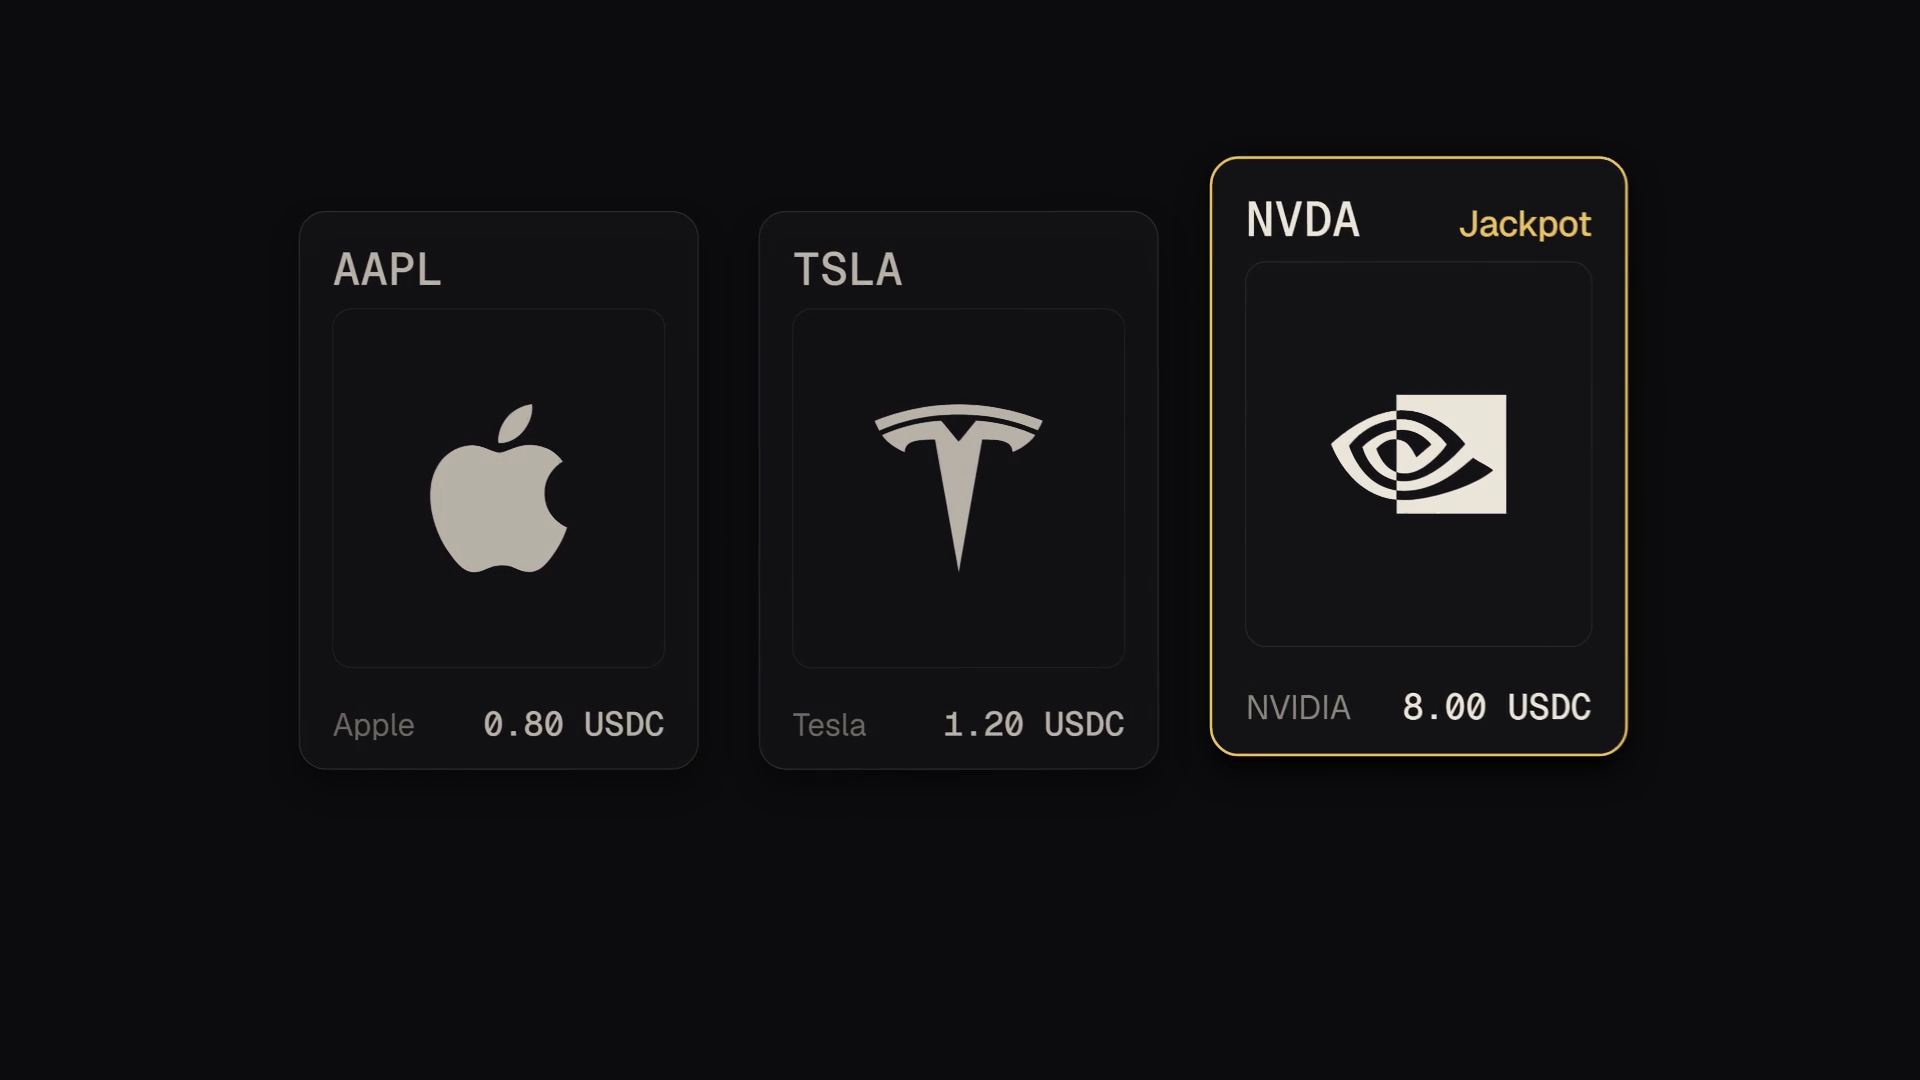 AAPL
Apple 0.80 USDC
TSLA
Tesla 1.20 USDC
NVDA Jackpot
NVIDIA 8.00 USDC